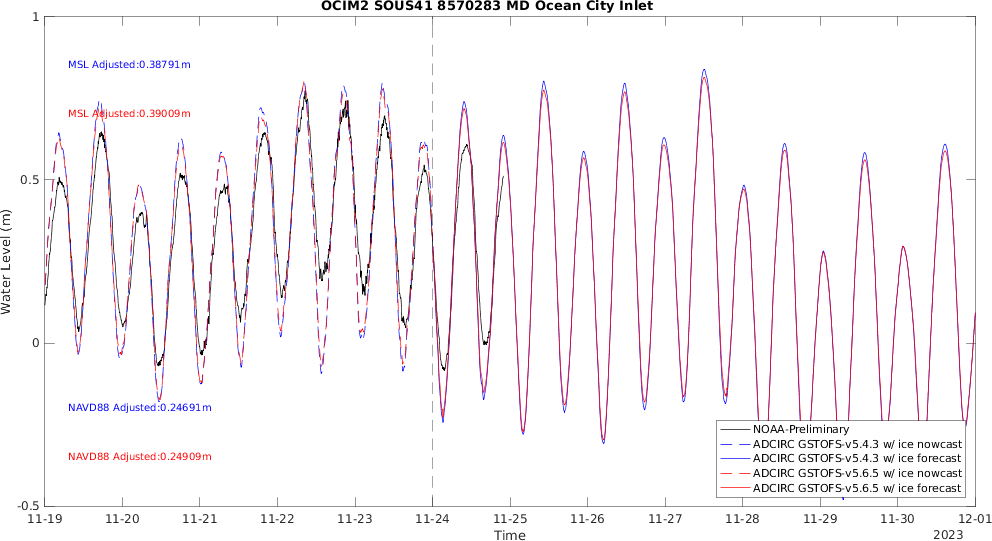 OCIM2 SOUS41 8570283 MD Ocean City Inlet
1
0.5
0
-0.5
Water Level (m)
MSL Adjusted:0.38791m
MSL Adjusted:0.39009m
NAVD88 Adjusted:0.24691m
NAVD88 Adjusted:0.24909m
NOAA-Preliminary
ADCIRC GSTOFS-v5.4.3 w/ ice nowcast
ADCIRC GSTOFS-v5.4.3 w/ ice forecast
ADCIRC GSTOFS-v5.6.5 w/ ice nowcast
ADCIRC GSTOFS-v5.6.5 w/ ice forecast
11-19 11-20 11-21 11-22 11-23 11-24 11-25 11-26 11-27 11-28 11-29 11-30 12-01
Time
2023